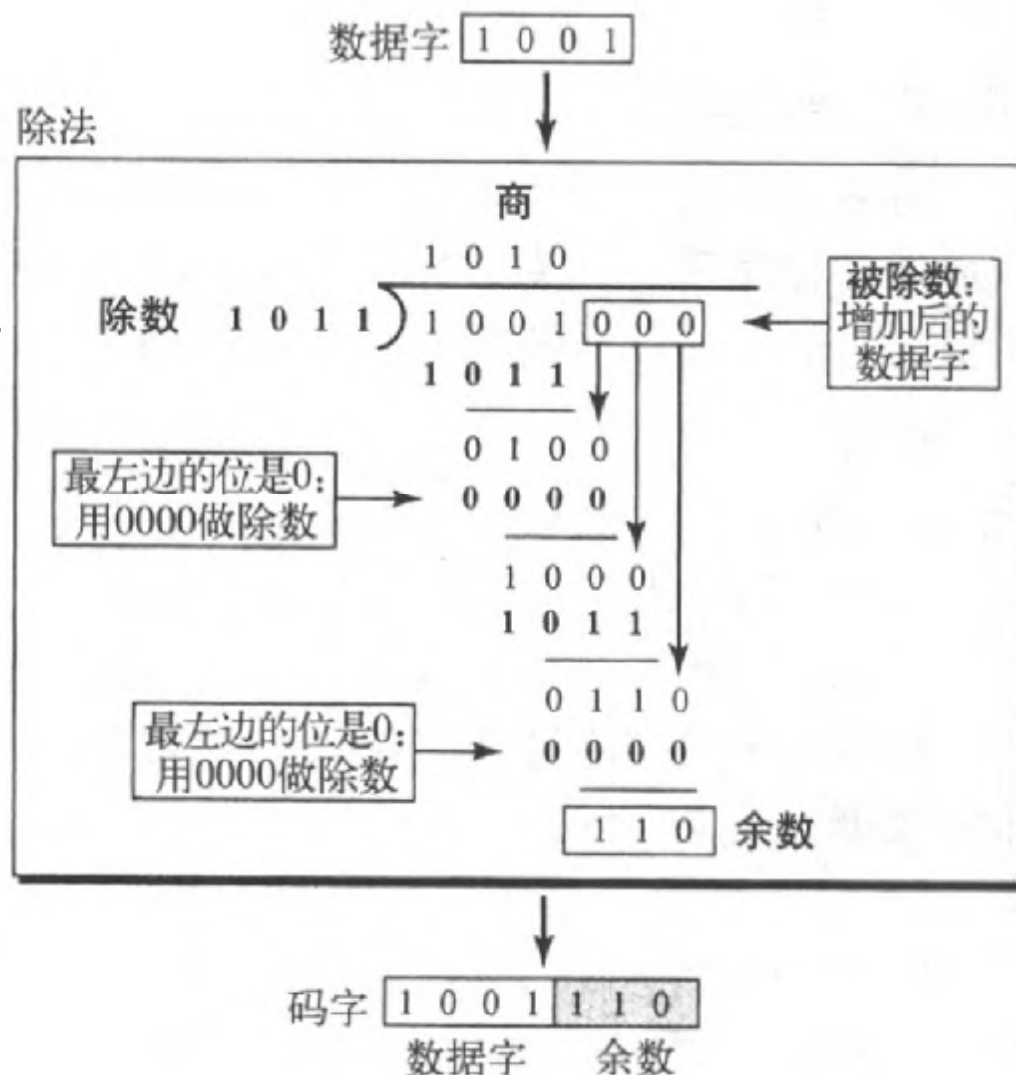 数据字 1 0 0 1
除法
商
1 0 1 0
除数 1 0 1 1 1 0 0 1 0 0 0
被除数:
增加后的
数据字
1 0 1 1
0 1 0 0
最左边的位是0:
用0000做除数
0 0 0 0
1 0 0 0
1 0 1 1
0 1 1 0
最左边的位是0:
用0000做除数
0 0 0 0
1 1 0 余数
码字 1 0 0 1 1 1 0
数据字 余数